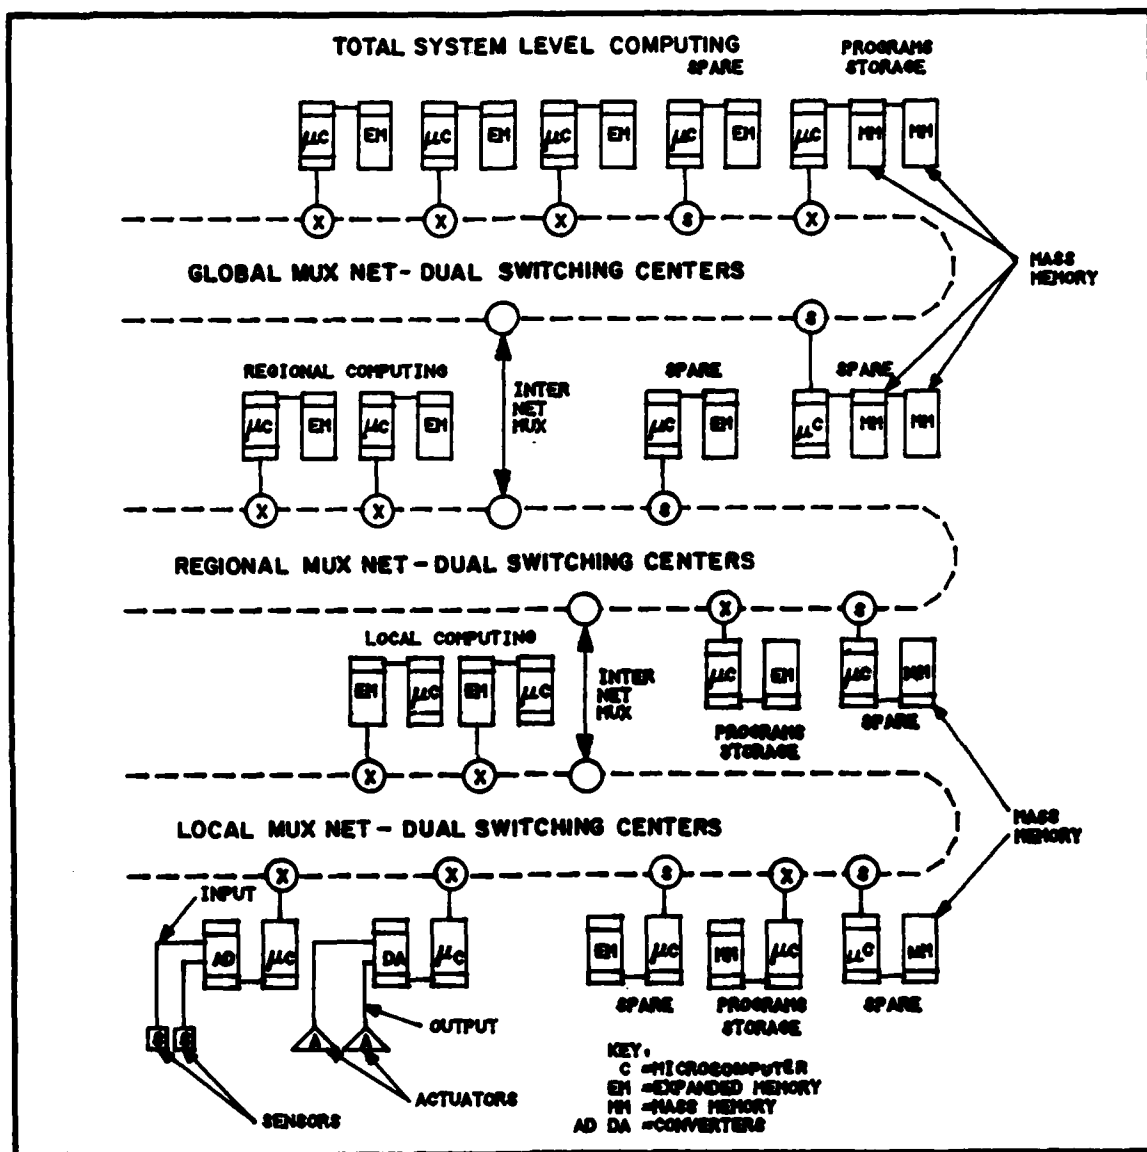 TOTAL SYSTEM LEVEL COMPUTING
SPARE
PROGRAMS
STORAGE
μC EM μC EM μC EM μC EM μC MM MM
X X X S X
GLOBAL MUX NET-DUAL SWITCHING CENTERS
MASS
MEMORY
S
REGIONAL COMPUTING
INTER
NET
MUX
SPARE
SPARE
μC EM μC EM μC EM μC MM MM
X X S
REGIONAL MUX NET-DUAL SWITCHING CENTERS
X S
LOCAL COMPUTING
INTER
NET
MUX
EM μC EM μC μC EM μC MM
PROGRAMS
STORAGE
SPARE
X X
LOCAL MUX NET-DUAL SWITCHING CENTERS
MASS
MEMORY
X X S X S
INPUT
AD μC DA μC EM μC MM μC μC MM
SPARE
PROGRAMS
STORAGE
SPARE
OUTPUT
S S A A
SENSORS
ACTUATORS
KEY.
C =MICROCOMPUTER
EM =EXPANDED MEMORY
MM =MASS MEMORY
AD DA =CONVERTERS